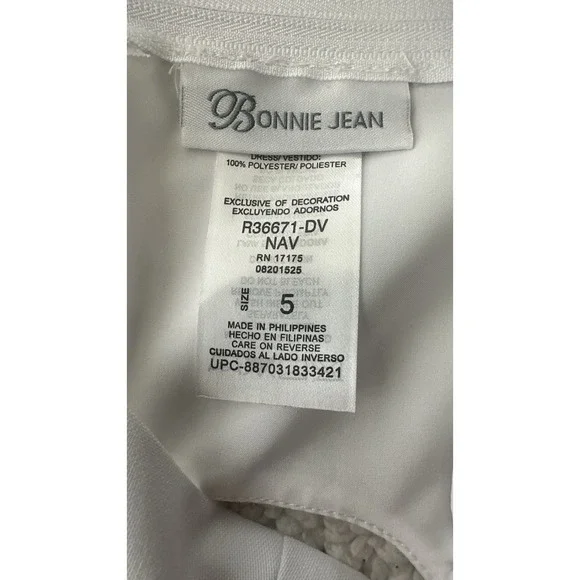 BONNIE JEAN
DRESS/ VESTIDO:
100% POLYESTER/ POLIESTER
EXCLUSIVE OF DECORATION
EXCLUYENDO ADORNOS
R36671-DV
NAV
RN 17175
08201525
SIZE 5
MADE IN PHILIPPINES
HECHO EN FILIPINAS
CARE ON REVERSE
CUIDADOS AL LADO INVERSO
UPC-887031833421